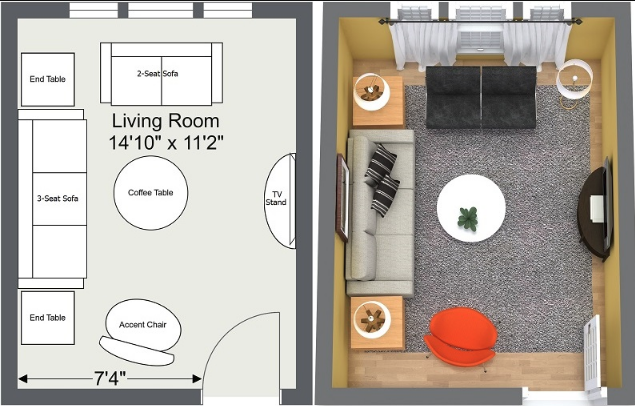 2-Seat Sofa
End Table
Living Room
14'10" x 11'2"
3-Seat Sofa
Coffee Table
TV
Stand
End Table
Accent Chair
7'4"